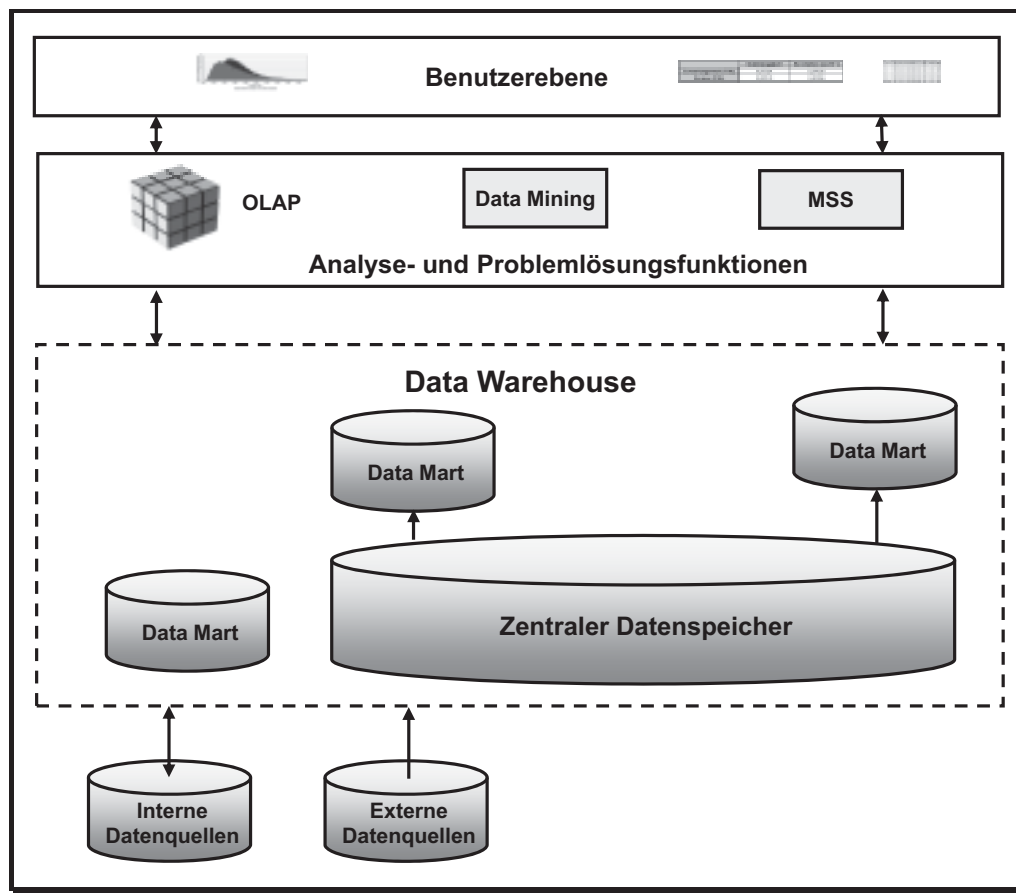 Benutzerebene
OLAP
Data Mining
MSS
Analyse- und Problemlösungsfunktionen
Data Warehouse
Data Mart
Data Mart
Data Mart
Zentraler Datenspeicher
Interne
Datenquellen
Externe
Datenquellen